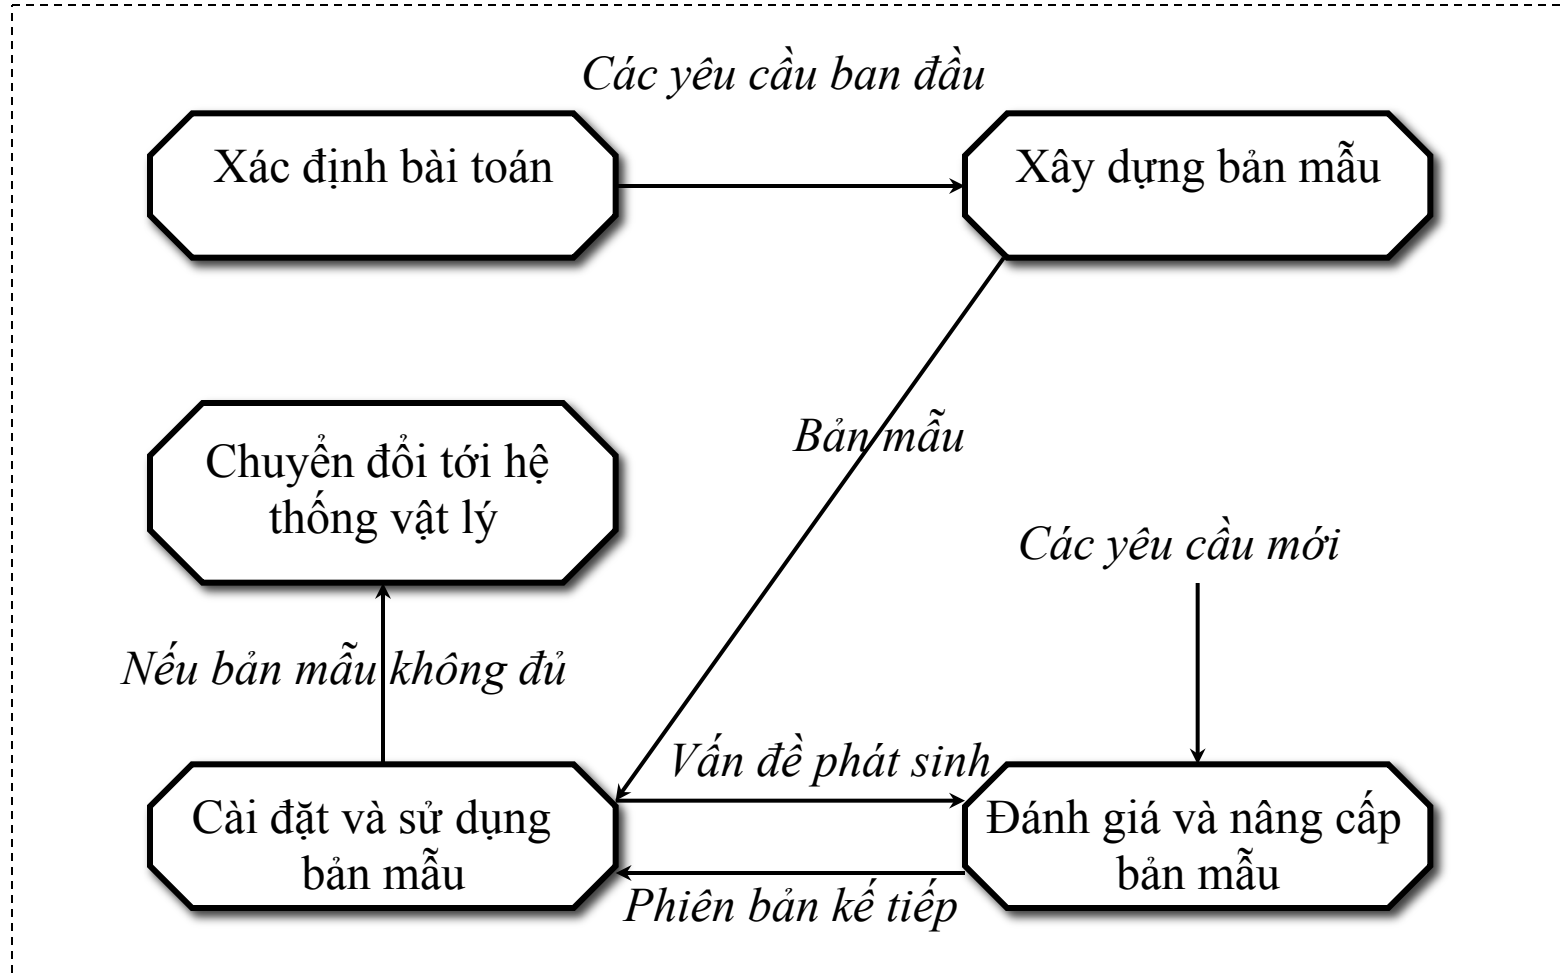 Các yêu cầu ban đầu
Xác định bài toán
Xây dựng bản mẫu
Bản mẫu
Chuyển đổi tới hệ
thống vật lý
Các yêu cầu mới
Nếu bản mẫu không đủ
Vấn đề phát sinh
Cài đặt và sử dụng
bản mẫu
Đánh giá và nâng cấp
bản mẫu
Phiên bản kế tiếp